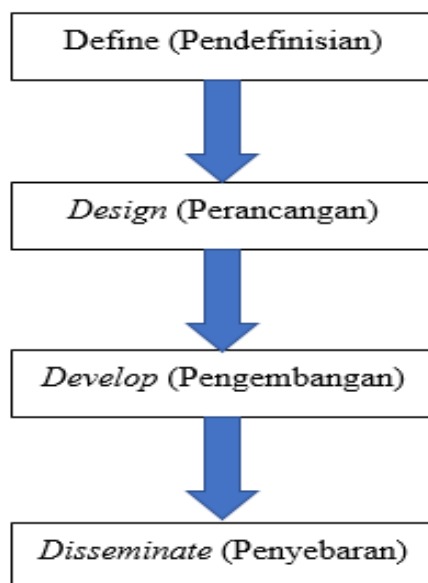 Define (Pendefinisian)
Design (Perancangan)
Develop (Pengembangan)
Disseminate (Penyebaran)